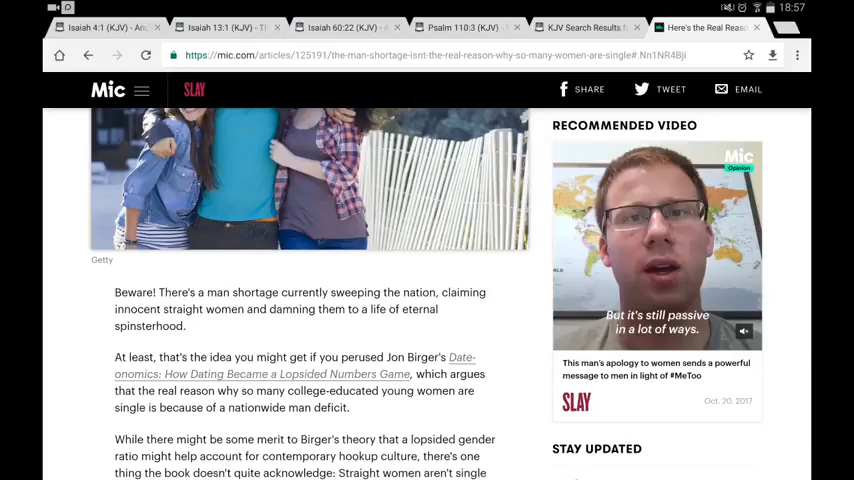 18:57
Isaiah 4:1 (KJV) - An
Isaiah 13:1 (KJV) - Th
Isaiah 60:22 (KJV) -
Psalm 110:3 (KJV) -
KJV Search Results f
Here's the Real Reaso
https://mic.com/articles/125191/the-man-shortage-isnt-the-real-reason-why-so-many-women-are-single#.Nn1NR4Bji
Mic
SLAY
SHARE
TWEET
EMAIL
Getty
Beware! There's a man shortage currently sweeping the nation, claiming
innocent straight women and damning them to a life of eternal
spinsterhood.
At least, that's the idea you might get if you perused Jon Birger's Date-
onomics: How Dating Became a Lopsided Numbers Game, which argues
that the real reason why so many college-educated young women are
single is because of a nationwide man deficit.
While there might be some merit to Birger's theory that a lopsided gender
ratio might help account for contemporary hookup culture, there's one
thing the book doesn't quite acknowledge: Straight women aren't single
RECOMMENDED VIDEO
Mic
Opinion
But it's still passive
in a lot of ways.
This man's apology to women sends a powerful
message to men in light of #MeToo
SLAY
Oct. 20, 2017
STAY UPDATED